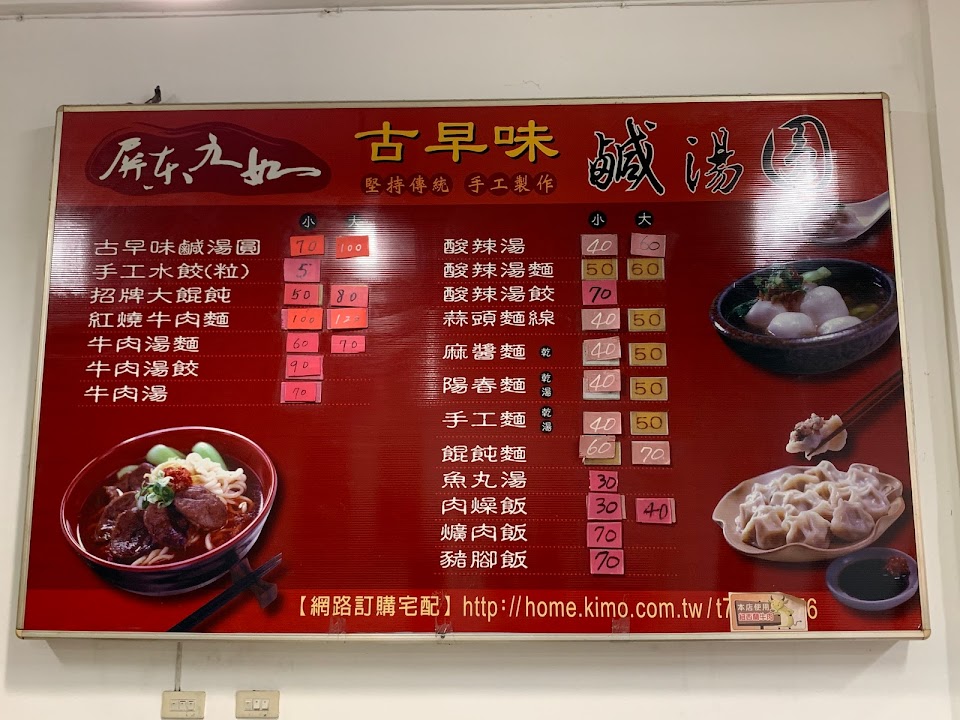 屏東九如 古早味 鹹湯圓
堅持傳統 手工製作
小 大
古早味鹹湯圓 70 100
手工水餃(粒) 5
招牌大餛飩 50 80
紅燒牛肉麵 100 120
牛肉湯麵 60 70
牛肉湯餃 90
牛肉湯 70
小 大
酸辣湯 40 60
酸辣湯麵 50 60
酸辣湯餃 70
蒜頭麵線 40 50
麻醬麵 乾 40 50
陽春麵 乾湯 40 50
手工麵 乾湯 40 50
餛飩麵 60 70
魚丸湯 30
肉燥飯 30 40
爌肉飯 70
豬腳飯 70
【網路訂購宅配】http://home.kimo.com.tw/t7 6
本店使用